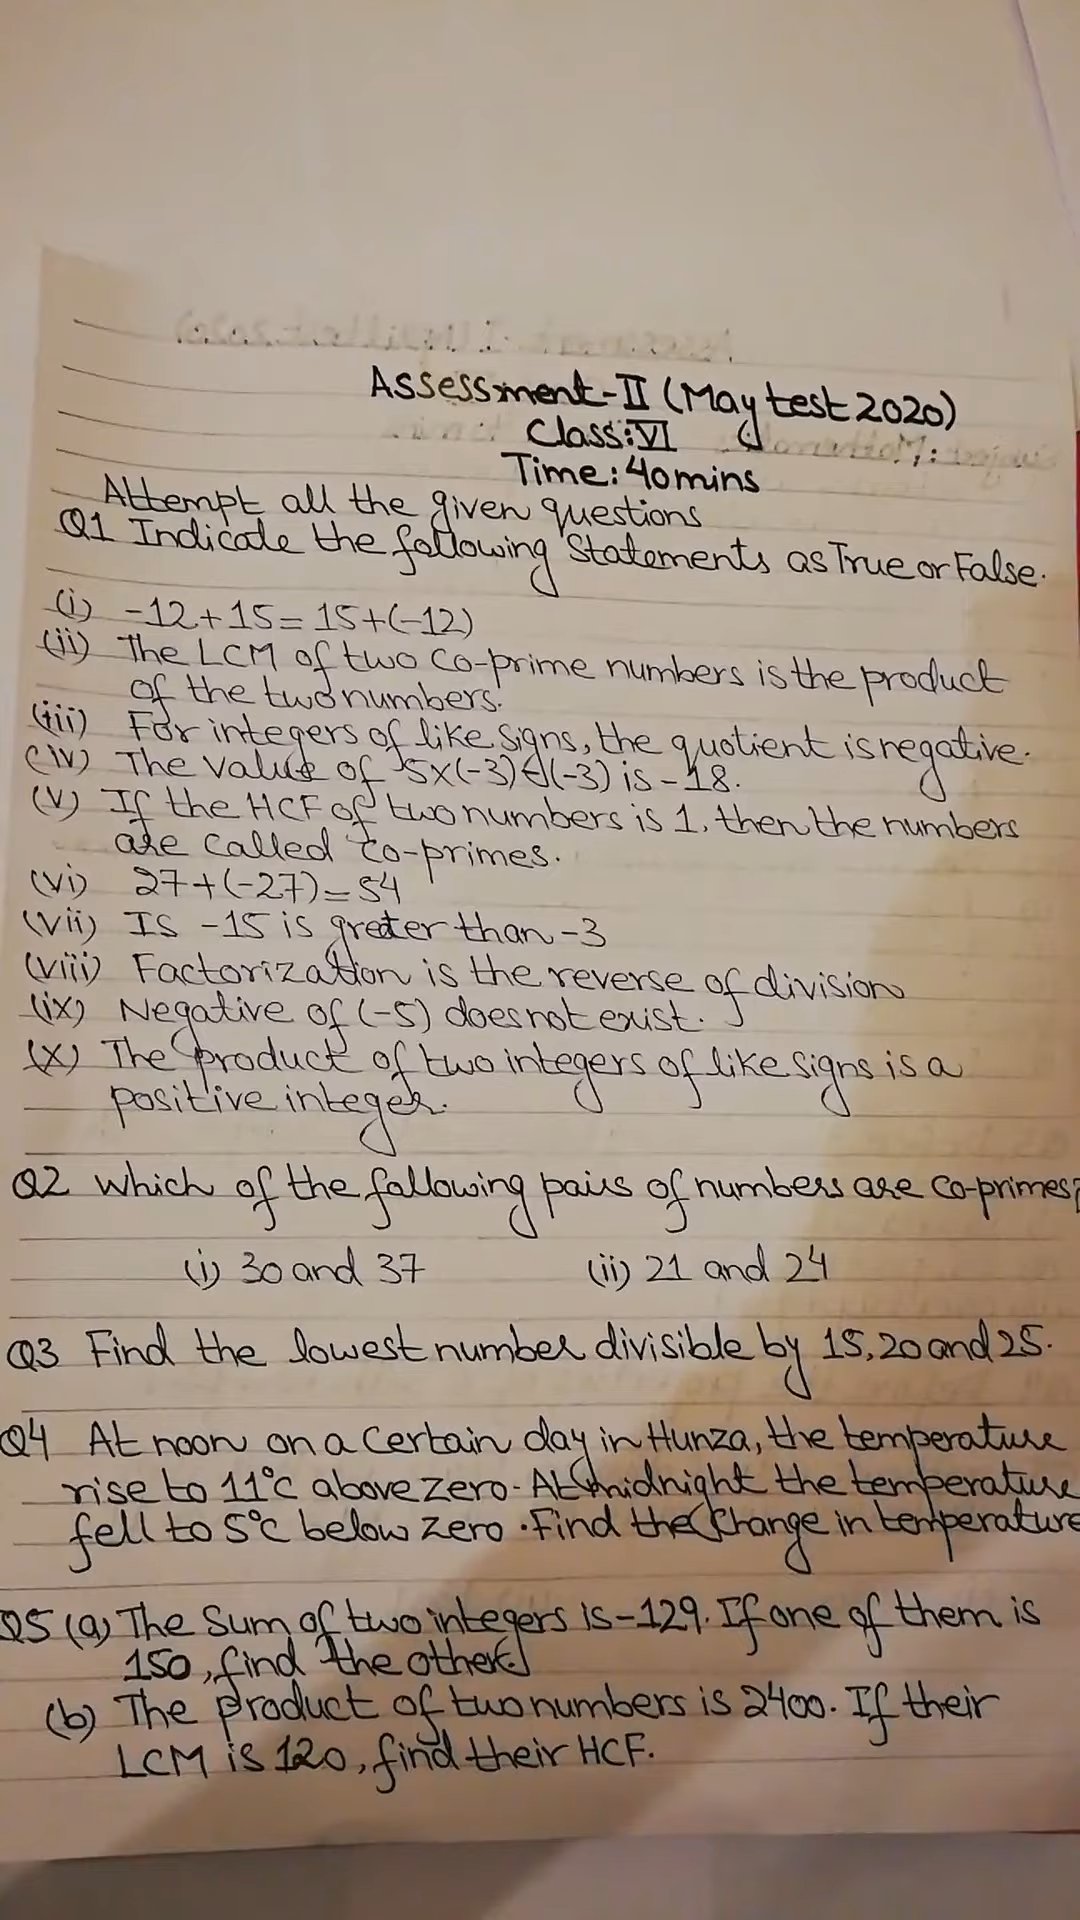 Assessment-II (May test 2020)
Class:VI
Time: 40mins
Attempt all the given questions
Q1 Indicate the following Statements as True or False.
(i) -12+15=15+(-12)
(ii) The LCM of two Co-prime numbers is the product
of the two numbers.
(iii) For integers of like signs, the quotient is negative.
(iv) The value of 5x(-3)+(-3) is -18.
(v) If the HCF of two numbers is 1, then the numbers
are called Co-primes.
(vi) 27+(-27)=54
(vii) Is -15 is greater than -3
(viii) Factorization is the reverse of division
(ix) Negative of (-5) does not exist.
(x) The product of two integers of like signs is a
positive integer.
Q2 Which of the following pairs of numbers are co-primes?
(i) 30 and 37 (ii) 21 and 24
Q3 Find the lowest number divisible by 15, 20 and 25.
Q4 At noon on a certain day in Hunza, the temperature
rise to 11°C above zero. At midnight the temperature
fell to 5°C below zero. Find the Change in temperature
Q5 (a) The Sum of two integers is -129. If one of them is
150, find the other.
(b) The product of two numbers is 2400. If their
LCM is 120, find their HCF.